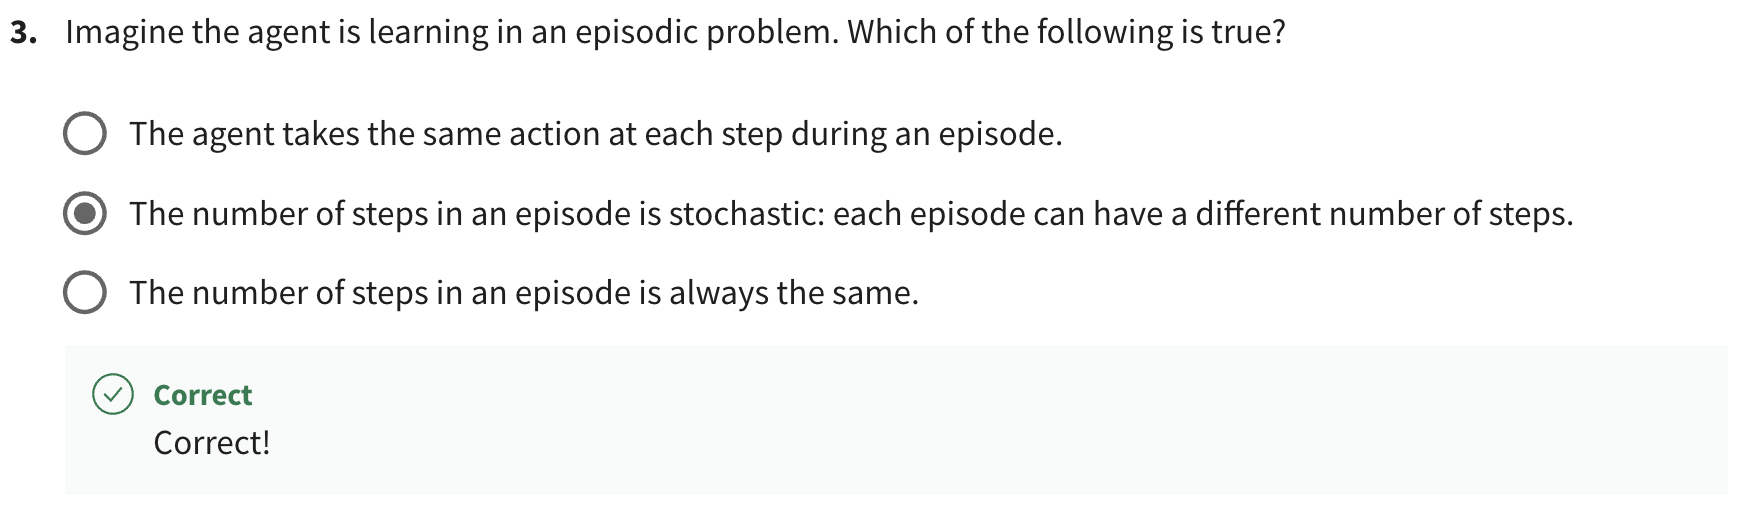 3. Imagine the agent is learning in an episodic problem. Which of the following is true?
The agent takes the same action at each step during an episode.
The number of steps in an episode is stochastic: each episode can have a different number of steps.
The number of steps in an episode is always the same.
Correct
Correct!